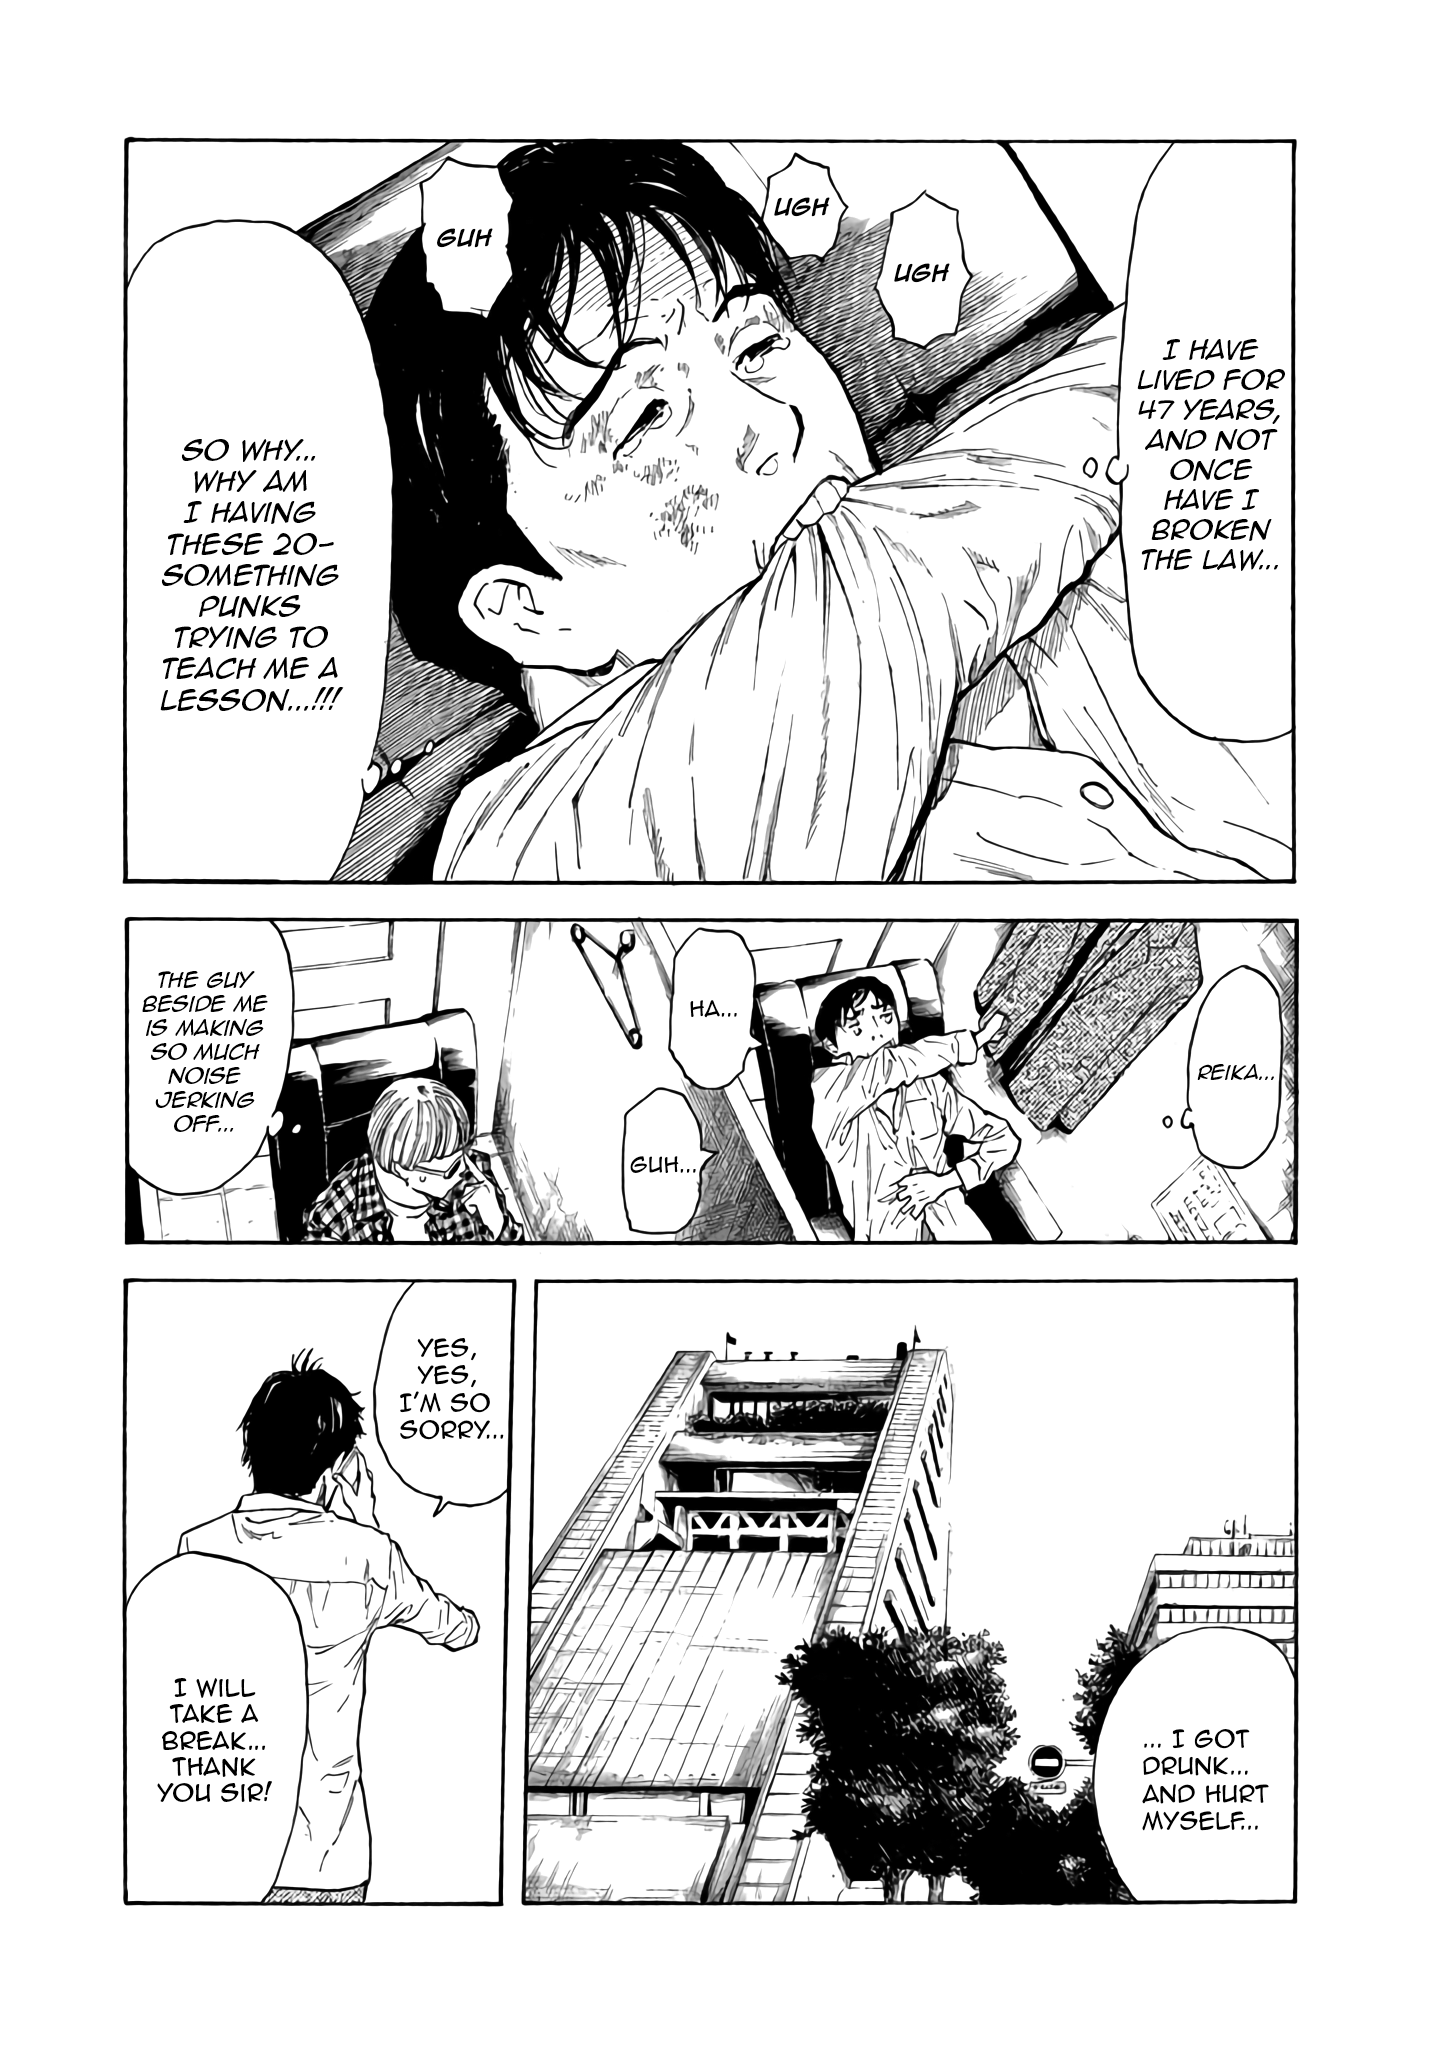 I HAVE
LIVED FOR
47 YEARS,
AND NOT
ONCE
HAVE I
BROKEN
THE LAW...
UGH
UGH
GUH
SO WHY...
WHY AM
I HAVING
THESE 20-
SOMETHING
PUNKS
TRYING TO
TEACH ME A
LESSON...!!!
REIKA...
HA...
GUH...
THE GUY
BESIDE ME
IS MAKING
SO MUCH
NOISE
JERKING
OFF...
... I GOT
DRUNK...
AND HURT
MYSELF...
YES,
YES,
I'M SO
SORRY...
I WILL
TAKE A
BREAK...
THANK
YOU SIR!